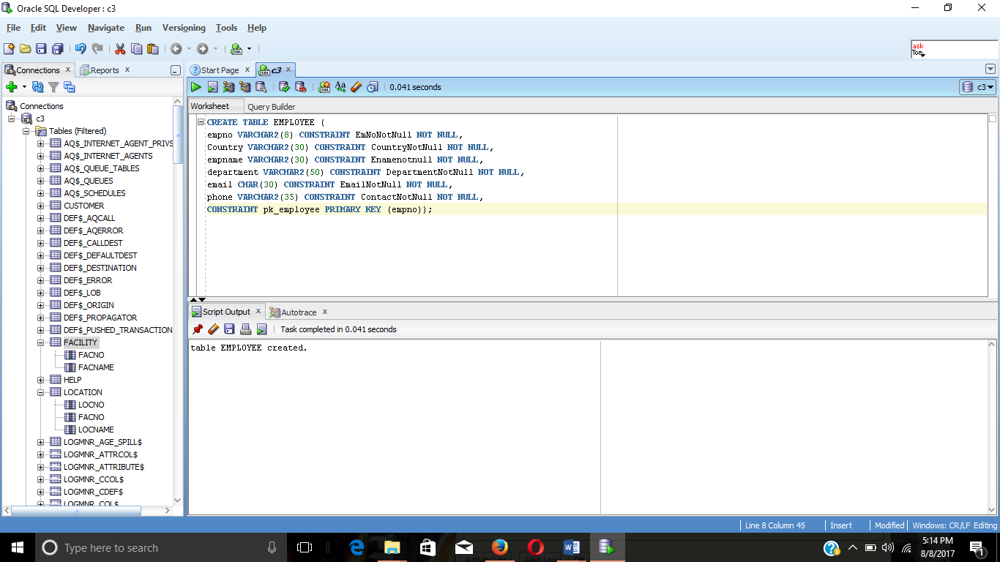 Oracle SQL Developer : c3
File Edit View Navigate Run Versioning Tools Help
ask
Tom
Connections x
Reports x
Start Page x
c3 x
0.041 seconds
c3
Worksheet
Query Builder
Connections
c3
Tables (Filtered)
AQ$_INTERNET_AGENT_PRIVS
AQ$_INTERNET_AGENTS
AQ$_QUEUE_TABLES
AQ$_QUEUES
AQ$_SCHEDULES
CUSTOMER
DEF$_AQCALL
DEF$_AQERROR
DEF$_CALLDEST
DEF$_DEFAULTDEST
DEF$_DESTINATION
DEF$_ERROR
DEF$_LOB
DEF$_ORIGIN
DEF$_PROPAGATOR
DEF$_PUSHED_TRANSACTION
FACILITY
FACNO
FACNAME
HELP
LOCATION
LOCNO
FACNO
LOCNAME
LOGMNR_AGE_SPILL$
LOGMNR_ATTRCOL$
LOGMNR_ATTRIBUTE$
LOGMNR_CCOL$
LOGMNR_CDEF$
LOGMNR_COL$
CREATE TABLE EMPLOYEE (
empno VARCHAR2(8) CONSTRAINT EmNoNotNull NOT NULL,
Country VARCHAR2(30) CONSTRAINT CountryNotNull NOT NULL,
empname VARCHAR2(30) CONSTRAINT Enamenotnull NOT NULL,
department VARCHAR2(50) CONSTRAINT DepartmentNotNull NOT NULL,
email CHAR(30) CONSTRAINT EmailNotNull NOT NULL,
phone VARCHAR2(35) CONSTRAINT ContactNotNull NOT NULL,
CONSTRAINT pk_employee PRIMARY KEY (empno));
Script Output x
Autotrace x
Task completed in 0.041 seconds
table EMPLOYEE created.
Line 8 Column 45
Insert
Modified
Windows: CR/LF Editing
Type here to search
5:14 PM
8/8/2017
1